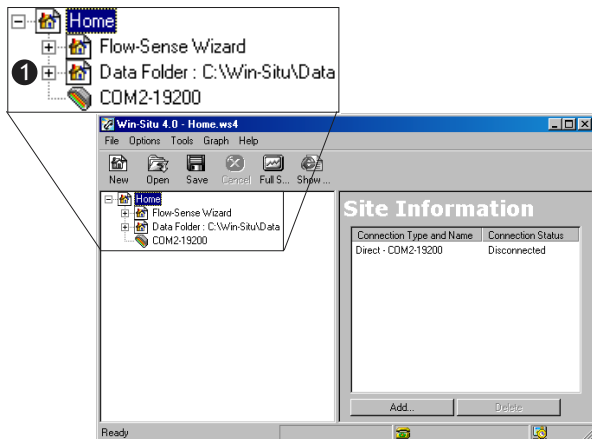 Home
Flow-Sense Wizard
1 Data Folder : C:\Win-Situ\Data
COM2-19200
Win-Situ 4.0 - Home.ws4
File Options Tools Graph Help
New Open Save Cancel Full S... Show ...
Home
Flow-Sense Wizard
Data Folder : C:\Win-Situ\Data
COM2-19200
Site Information
Connection Type and Name Connection Status
Direct - COM2-19200 Disconnected
Add... Delete
Ready